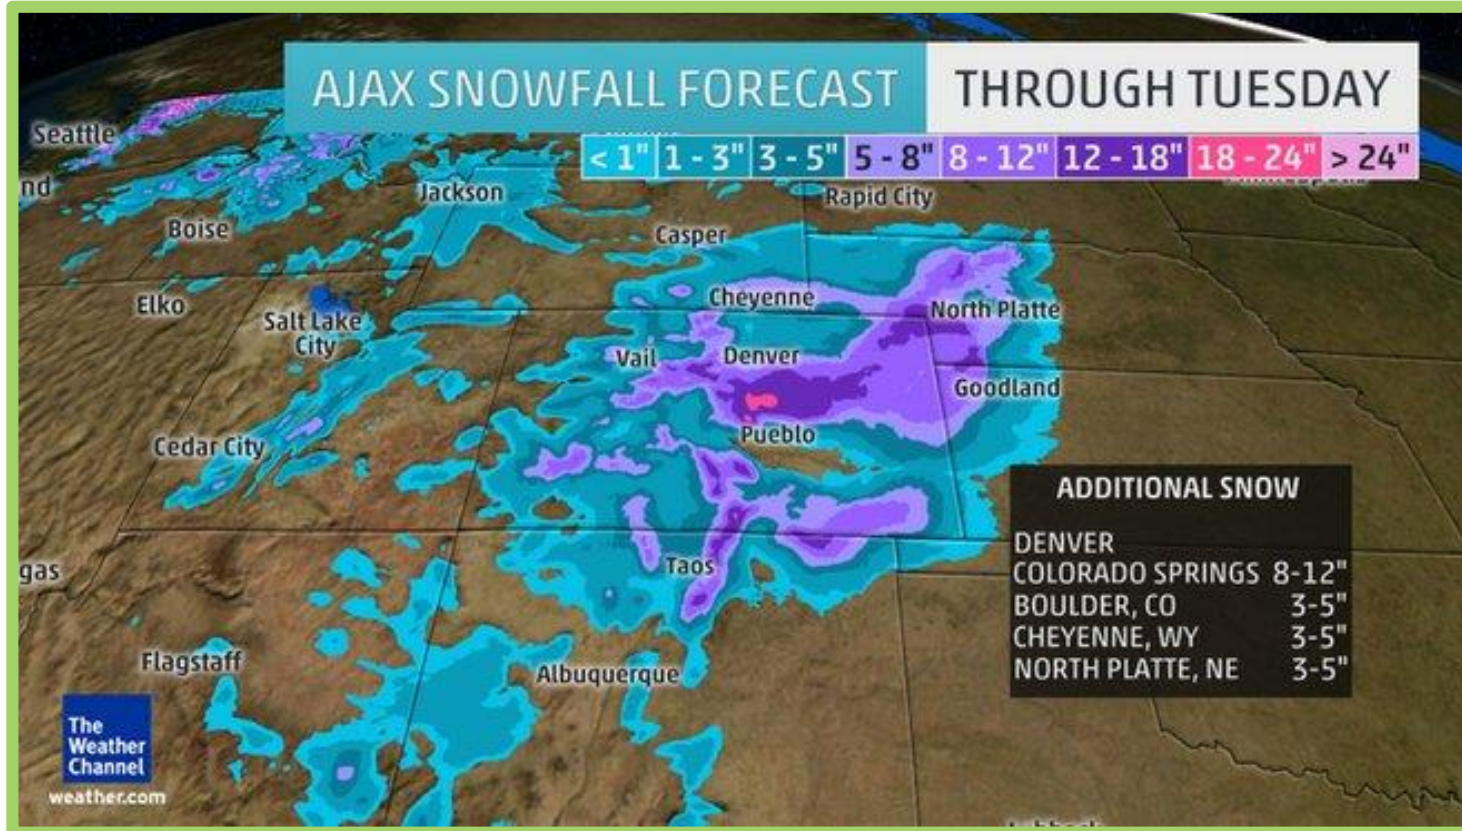 AJAX SNOWFALL FORECAST THROUGH TUESDAY
< 1" 1 - 3" 3 - 5" 5 - 8" 8 - 12" 12 - 18" 18 - 24" > 24"
Seattle
nd
Jackson
Rapid City
Boise
Casper
Elko
Cheyenne
North Platte
Salt Lake
City
Vail
Denver
Goodland
Cedar City
Pueblo
ADDITIONAL SNOW
DENVER
COLORADO SPRINGS 8-12"
BOULDER, CO 3-5"
CHEYENNE, WY 3-5"
NORTH PLATTE, NE 3-5"
gas
Taos
Flagstaff
Albuquerque
The
Weather
Channel
weather.com